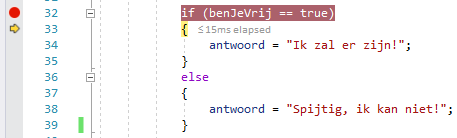 32 if (benJeVrij == true)
33 { ≤15ms elapsed
34 antwoord = "Ik zal er zijn!";
35 }
36 else
37 {
38 antwoord = "Spijtig, ik kan niet!";
39 }